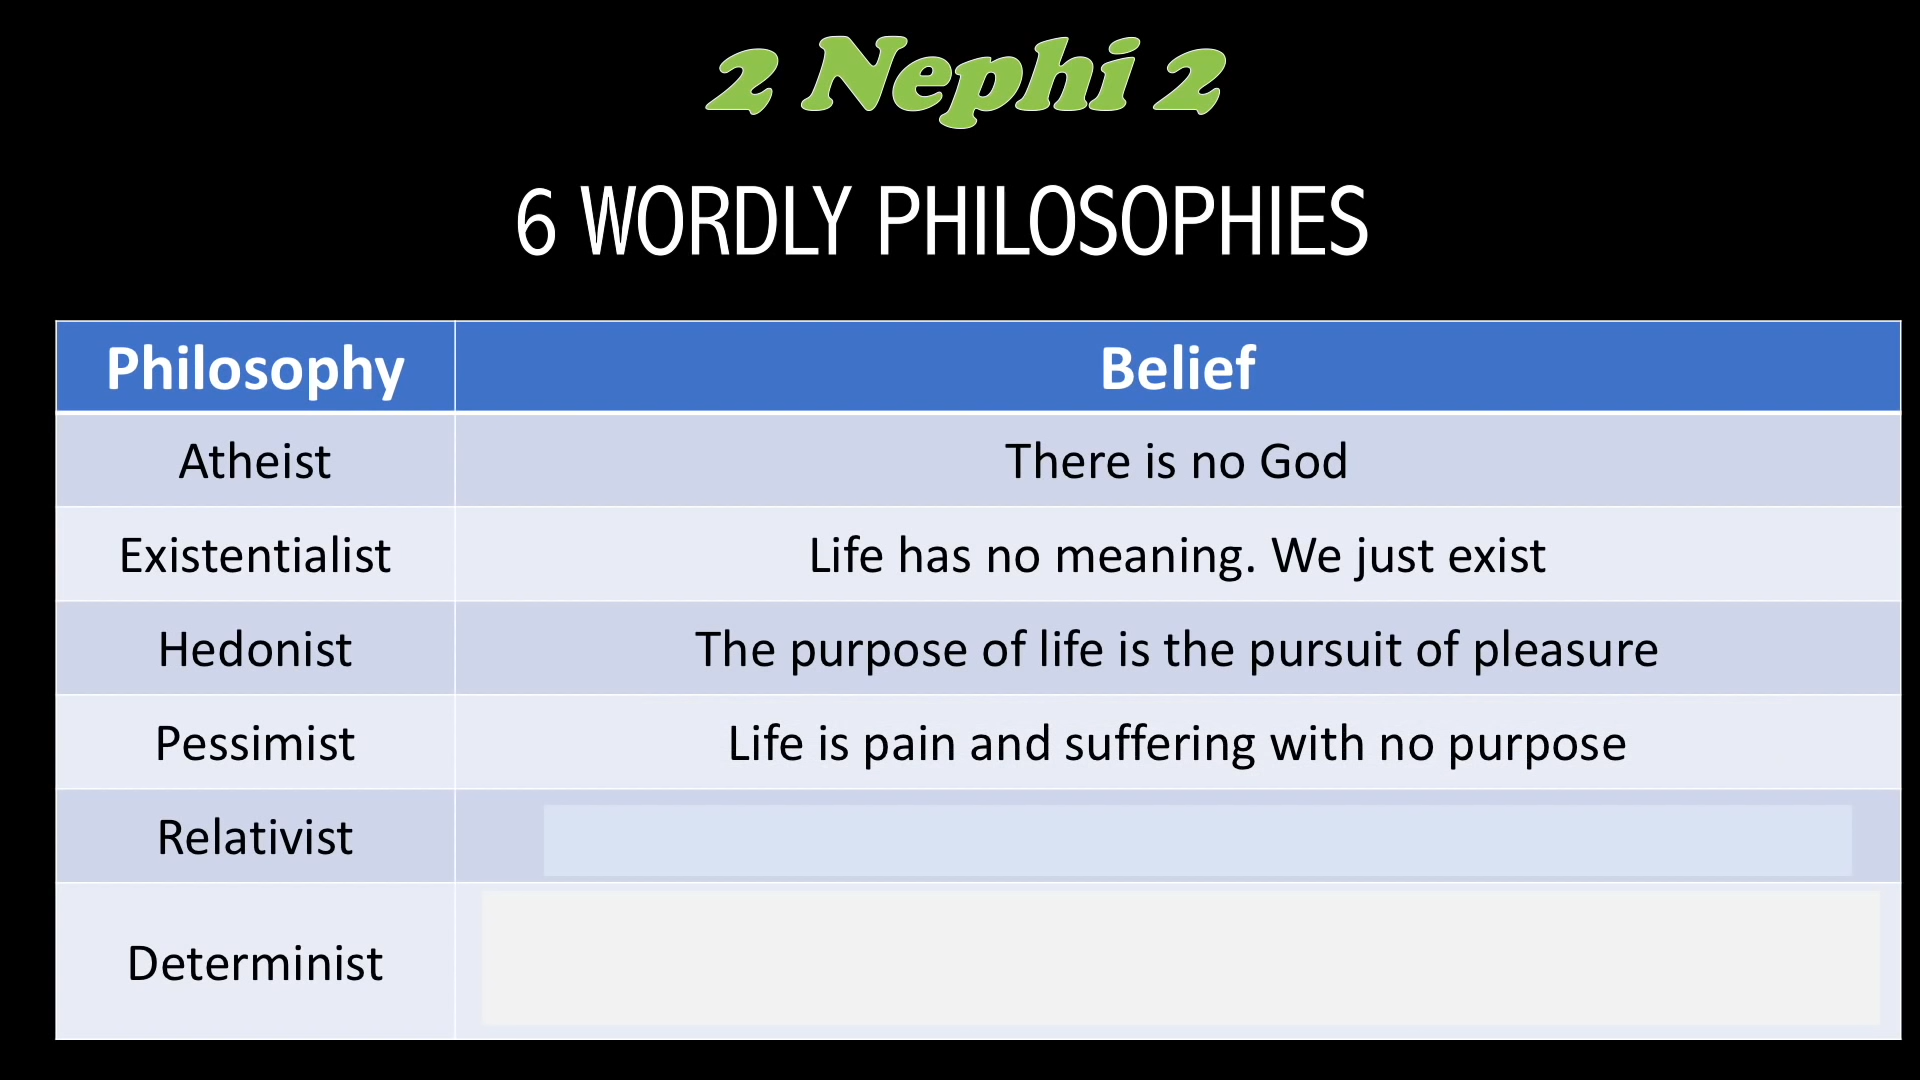 2 Nephi 2
6 WORDLY PHILOSOPHIES
Philosophy Belief
Atheist There is no God
Existentialist Life has no meaning. We just exist
Hedonist The purpose of life is the pursuit of pleasure
Pessimist Life is pain and suffering with no purpose
Relativist
Determinist